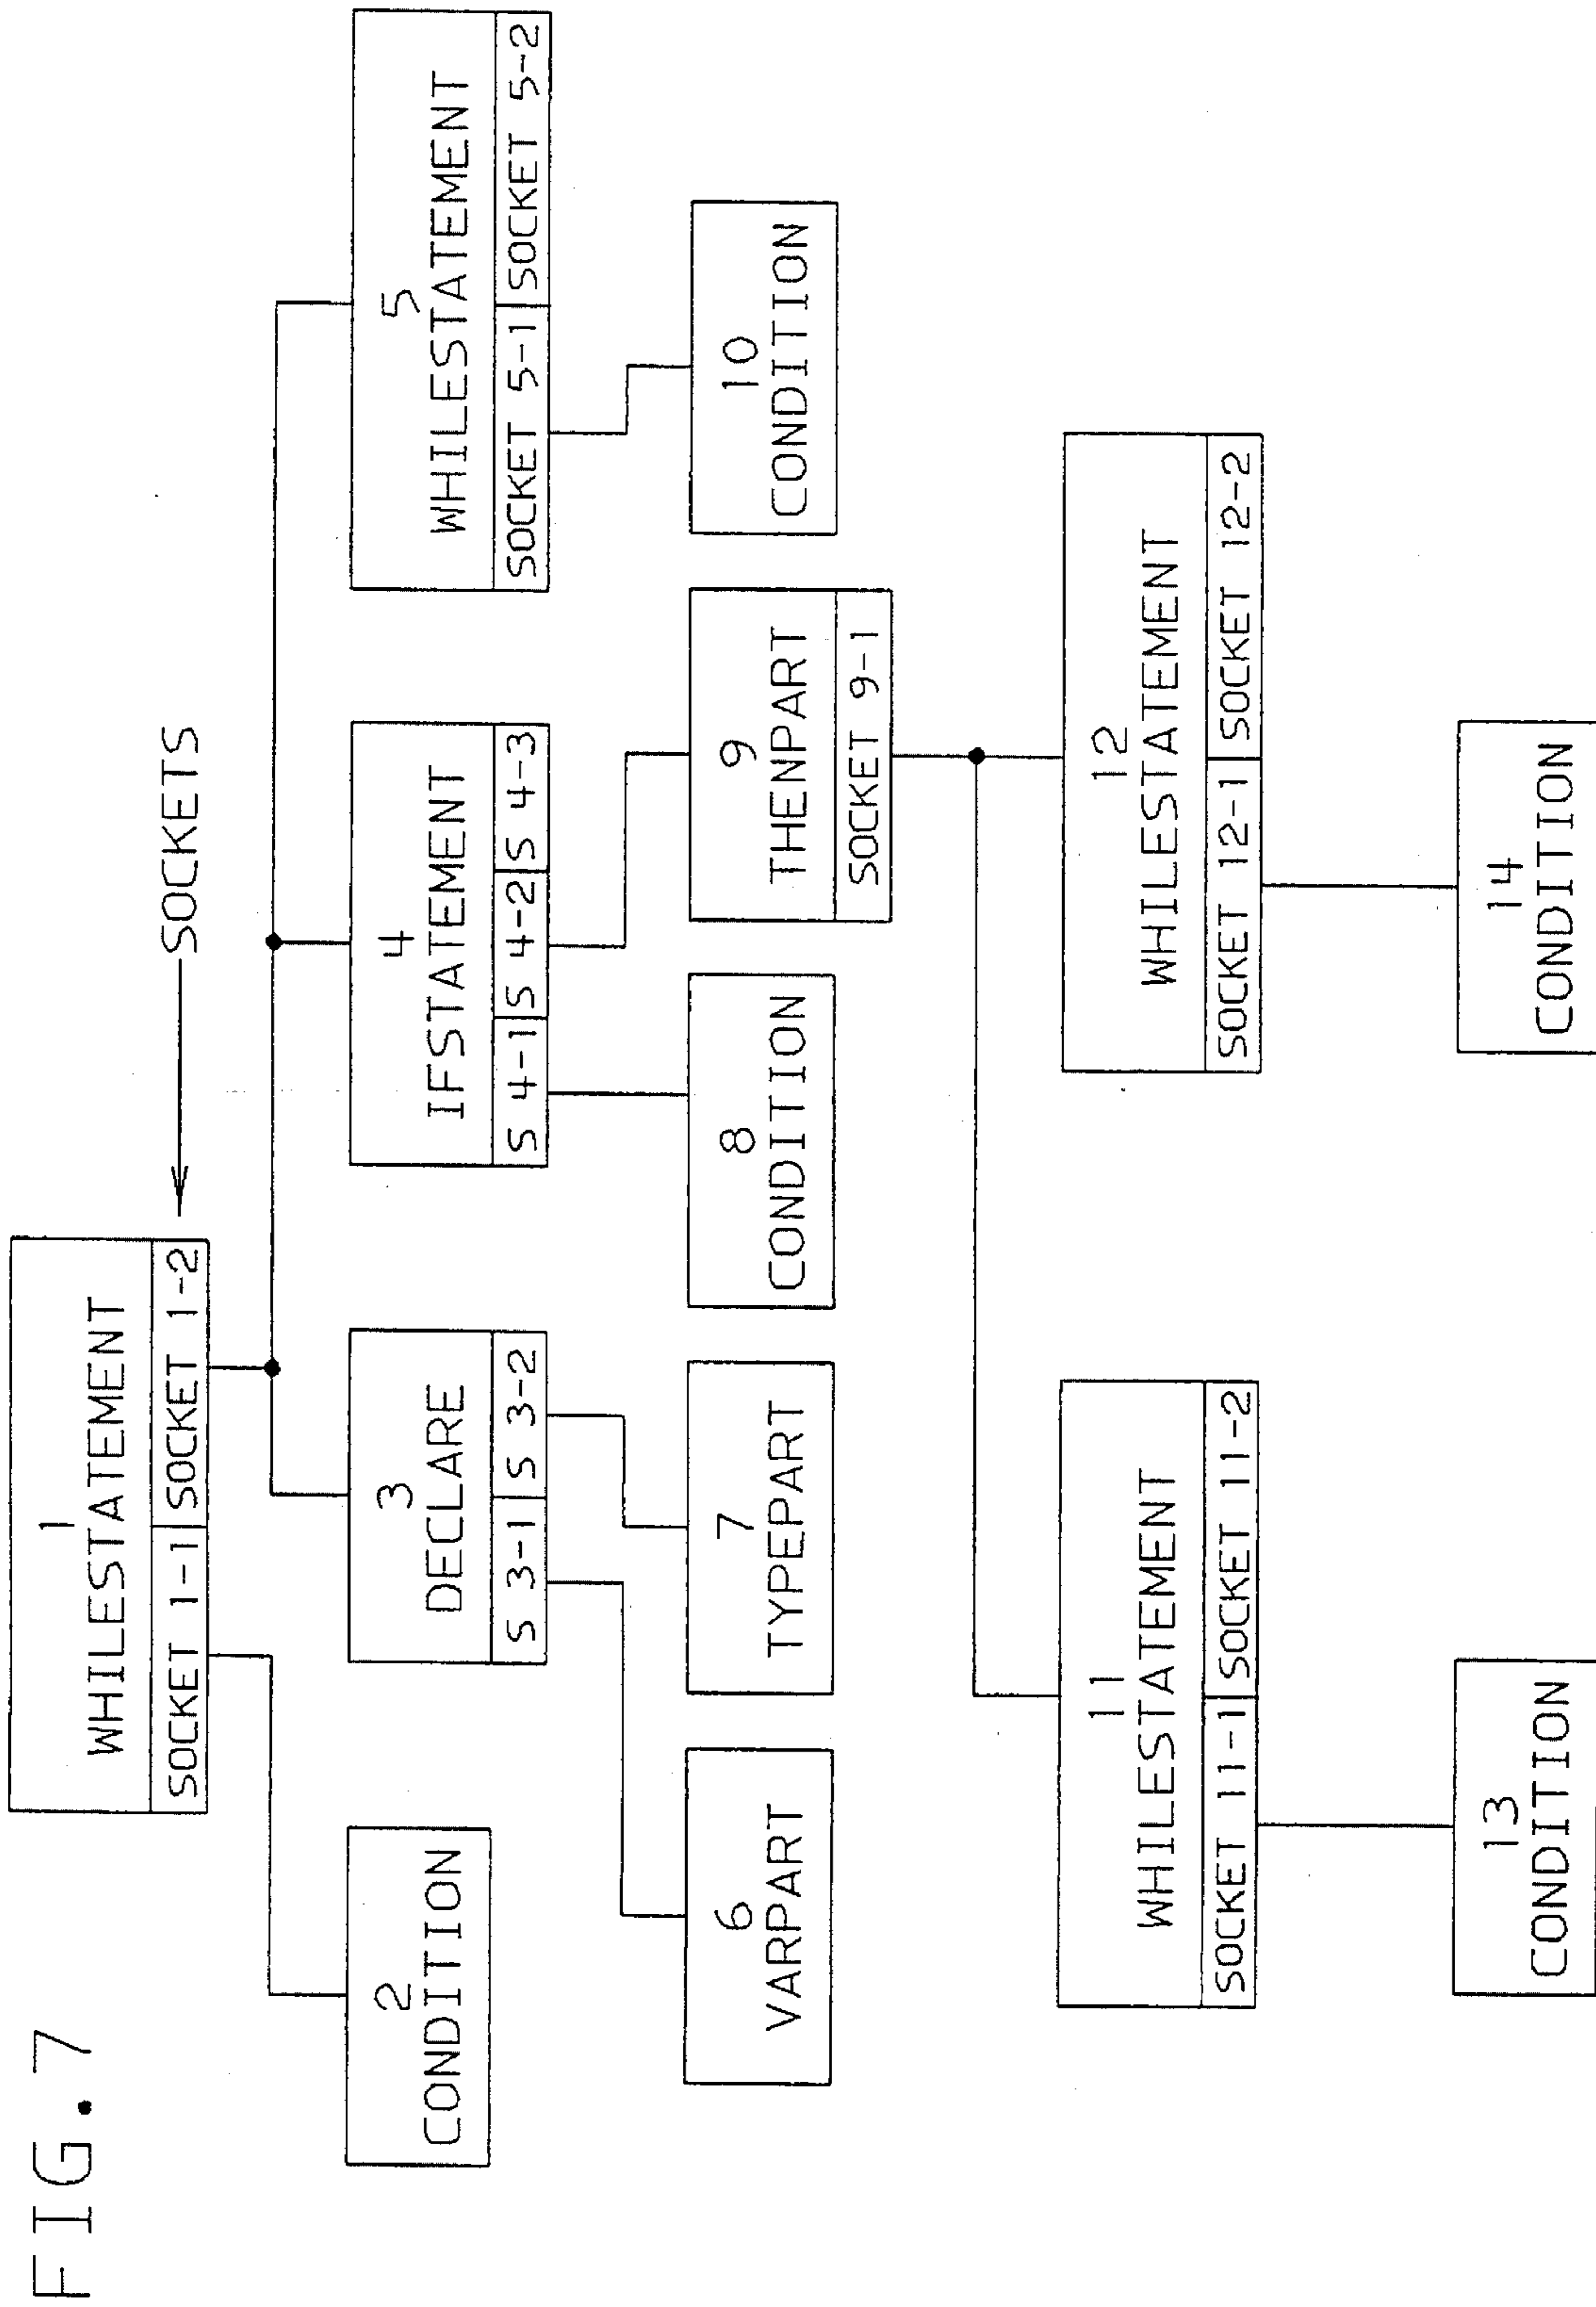 FIG.7
1
WHILESTATEMENT
SOCKET 1-1 SOCKET 1-2
SOCKETS
2
CONDITION
3
DECLARE
S 3-1 S 3-2
4
IFSTATEMENT
S 4-1 S 4-2 S 4-3
5
WHILESTATEMENT
SOCKET 5-1 SOCKET 5-2
6
VARPART
7
TYPEPART
8
CONDITION
9
THENPART
SOCKET 9-1
10
CONDITION
11
WHILESTATEMENT
SOCKET 11-1 SOCKET 11-2
12
WHILESTATEMENT
SOCKET 12-1 SOCKET 12-2
13
CONDITION
14
CONDITION